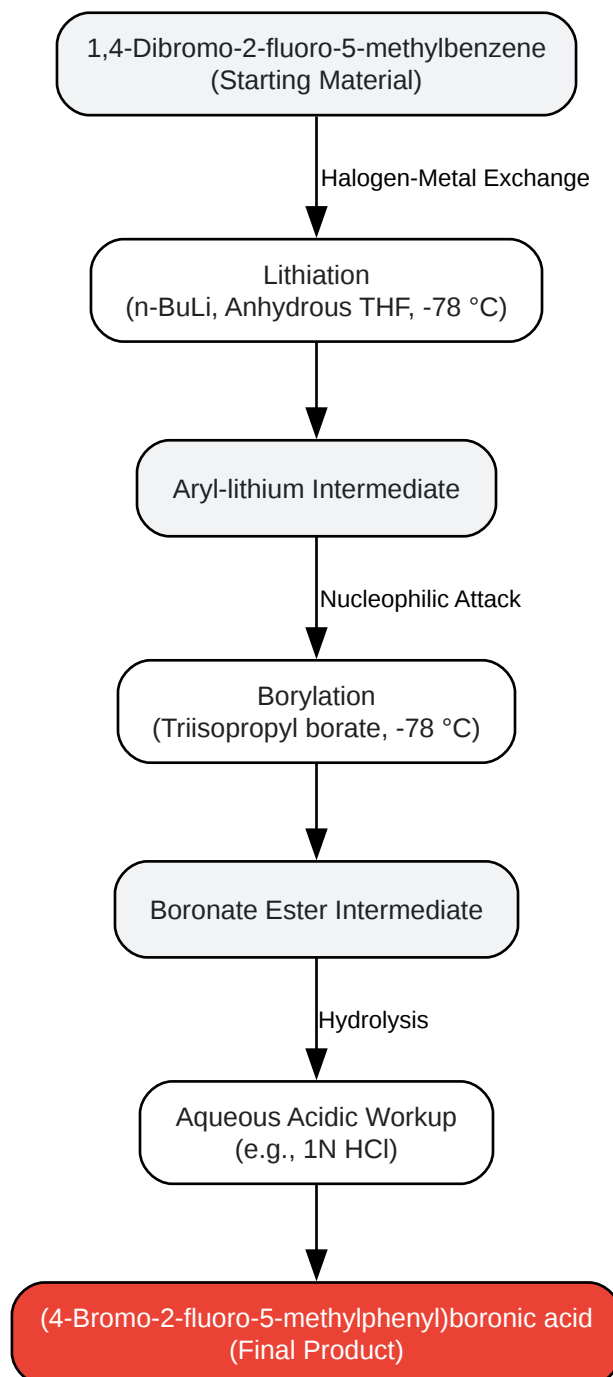 1,4-Dibromo-2-fluoro-5-methylbenzene
(Starting Material)
Halogen-Metal Exchange
Lithiation
(n-BuLi, Anhydrous THF, -78 °C)
Aryl-lithium Intermediate
Nucleophilic Attack
Borylation
(Triisopropyl borate, -78 °C)
Boronate Ester Intermediate
Hydrolysis
Aqueous Acidic Workup
(e.g., 1N HCl)
(4-Bromo-2-fluoro-5-methylphenyl)boronic acid
(Final Product)